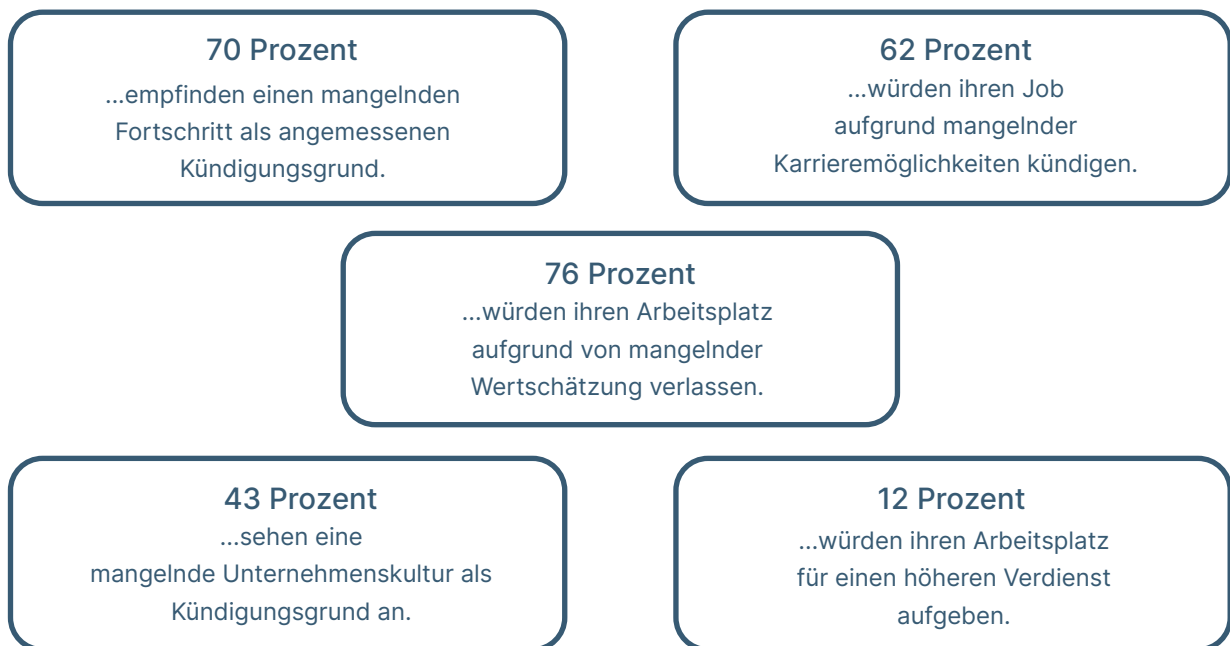 70 Prozent
...empfinden einen mangelnden
Fortschritt als angemessenen
Kündigungsgrund.
62 Prozent
...würden ihren Job
aufgrund mangelnder
Karrieremöglichkeiten kündigen.
76 Prozent
...würden ihren Arbeitsplatz
aufgrund von mangelnder
Wertschätzung verlassen.
43 Prozent
...sehen eine
mangelnde Unternehmenskultur als
Kündigungsgrund an.
12 Prozent
...würden ihren Arbeitsplatz
für einen höheren Verdienst
aufgeben.